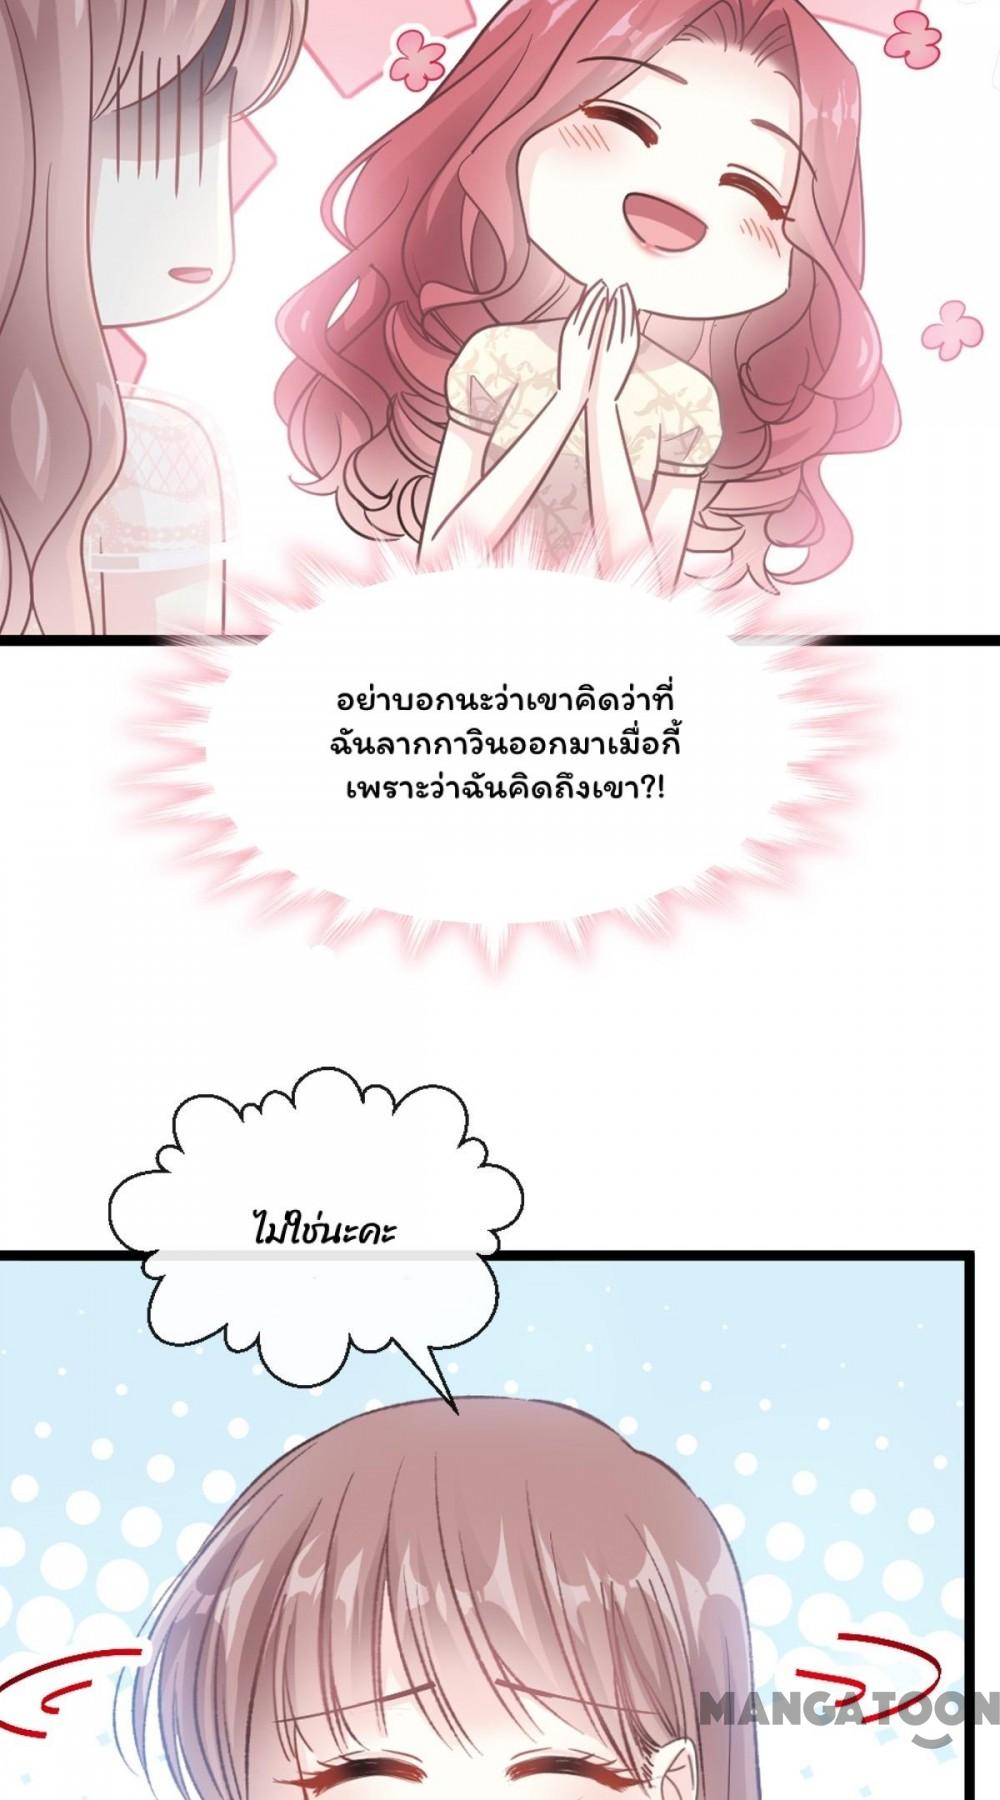 อย่าบอกนะว่าเขาคิดว่าที่
ฉันลากกาวินออกมาเมื่อกี้
เพราะว่าฉันคิดถึงเขา?!
ไม่ใช่นะคะ
MANGATOON